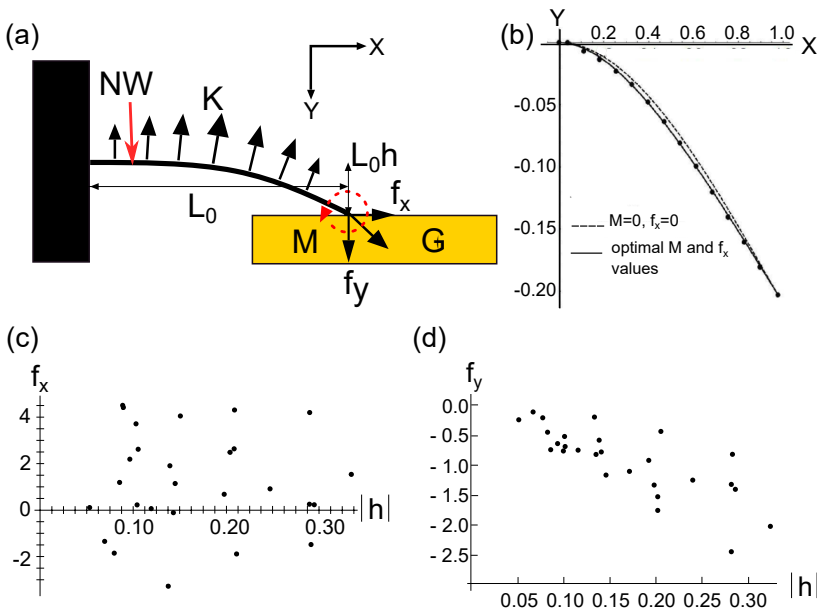 (a)
NW
K
X
Y
L₀h
L₀
fₓ
M
G
f_y
(b)
Y
0.2 0.4 0.6 0.8 1.0
X
-0.05
-0.10
-0.15
-0.20
M=0, fₓ=0
optimal M and fₓ
values
(c)
fₓ
4
2
0
-2
0.10 0.20 0.30
|h|
(d)
f_y
0.0
- 0.5
- 1.0
- 1.5
- 2.0
-2.5
0.05 0.10 0.15 0.20 0.25 0.30
|h|